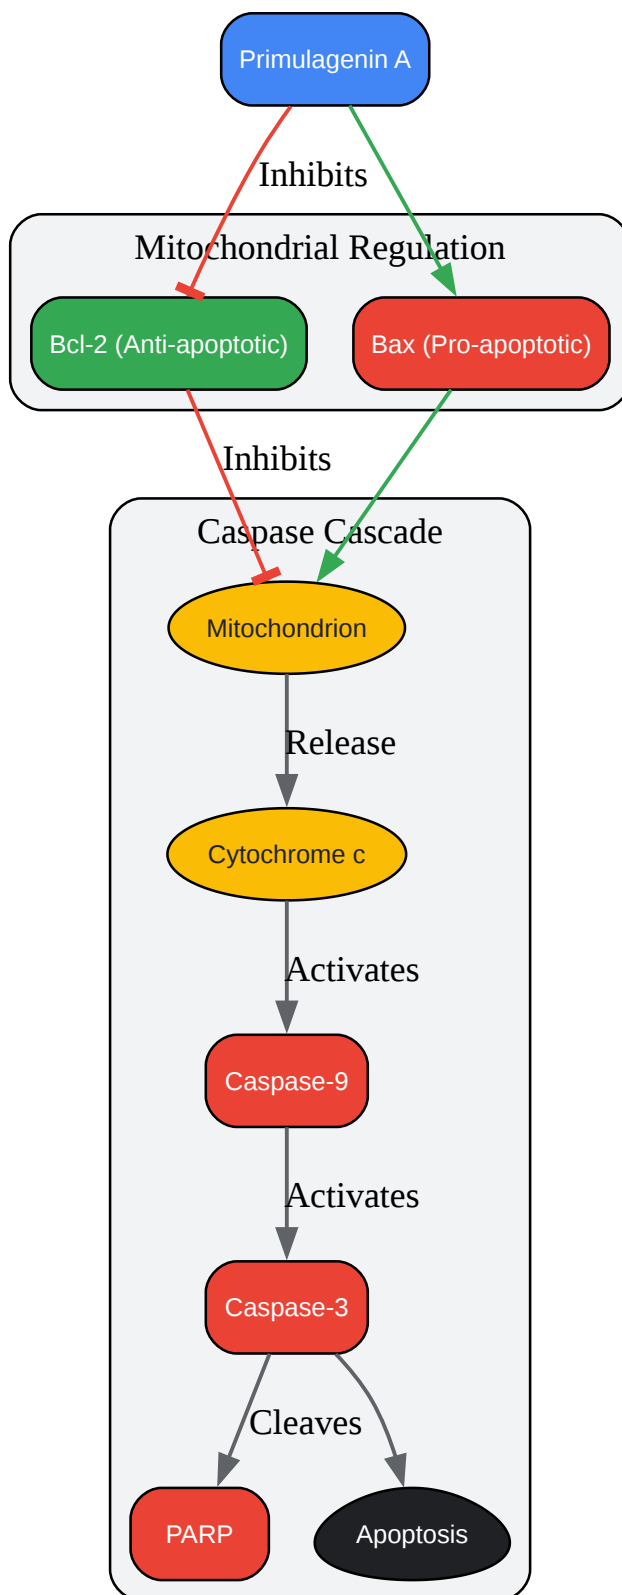 Primulagenin A
Inhibits
Mitochondrial Regulation
Bcl-2 (Anti-apoptotic)
Bax (Pro-apoptotic)
Inhibits
Caspase Cascade
Mitochondrion
Release
Cytochrome c
Activates
Caspase-9
Activates
Caspase-3
Cleaves
PARP
Apoptosis